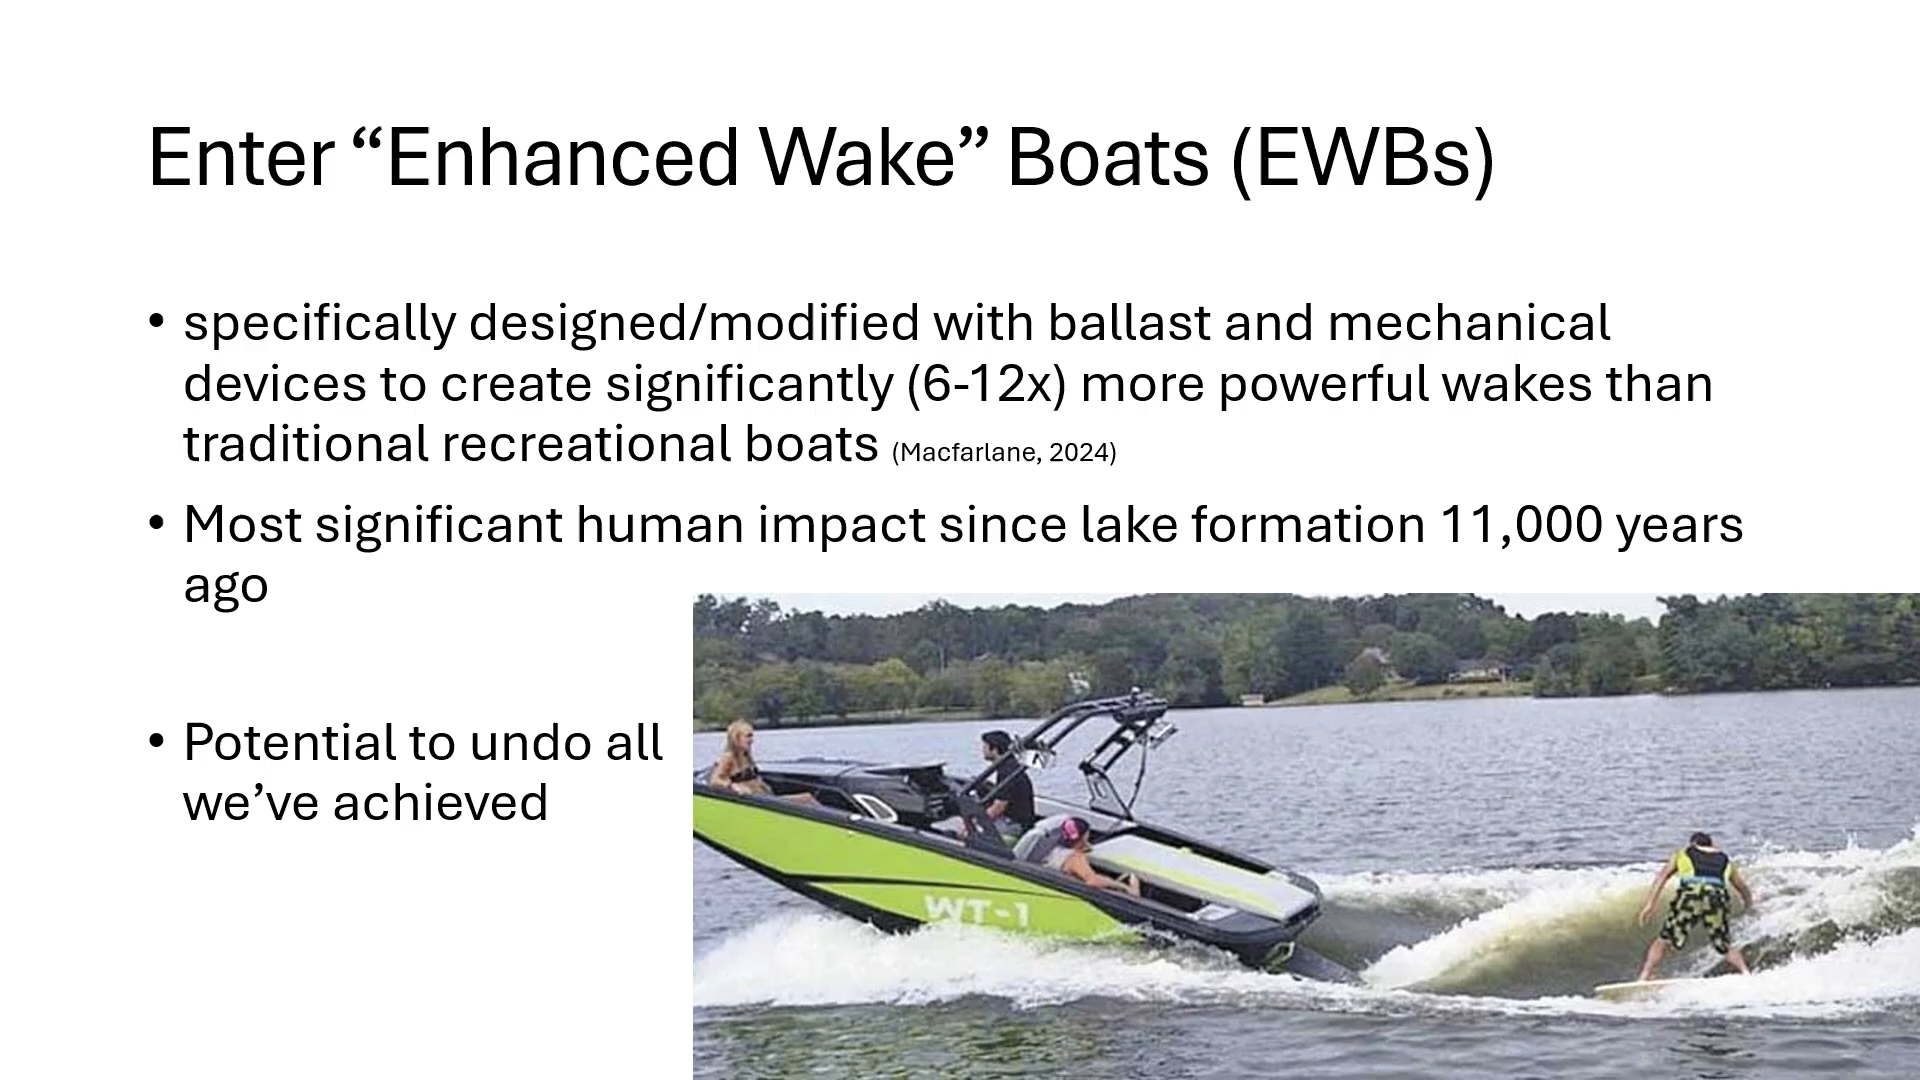 Enter “Enhanced Wake” Boats (EWBs)
• specifically designed/modified with ballast and mechanical
devices to create significantly (6-12x) more powerful wakes than
traditional recreational boats (Macfarlane, 2024)
• Most significant human impact since lake formation 11,000 years
ago
• Potential to undo all
we’ve achieved
WT-1